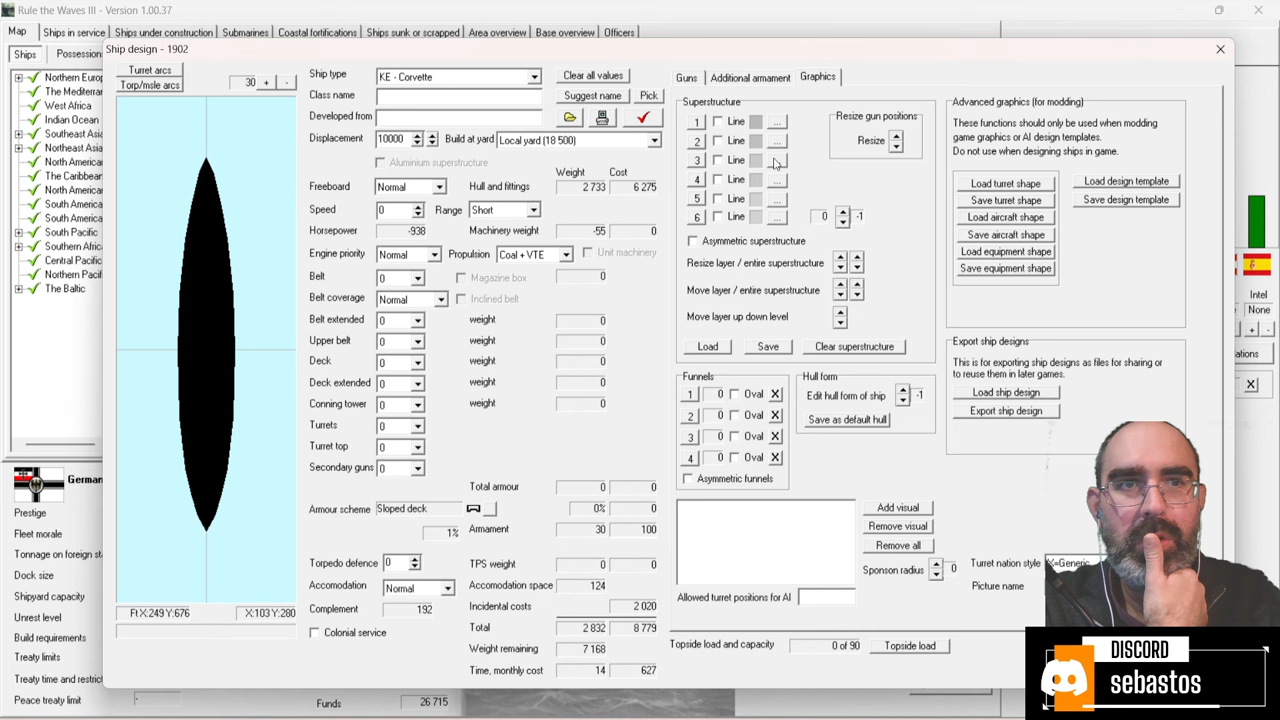 Rule the Waves III - Version 1.00.37
Map
Ships in service
Ships under construction
Submarines
Coastal fortifications
Ships sunk or scrapped
Area overview
Base overview
Officers
Ships
Possession
Northern Europ
The Mediterran
West Africa
Indian Ocean
Southeast Asia
Northeast Asia
North American
The Caribbean
North America
South America
South America
South Pacific
Southern Africa
Central Pacific
Northern Pacifi
The Baltic
German
Prestige
Fleet morale
Tonnage on foreign sta
Dock size
Shipyard capacity
Unrest level
Build requirements
Treaty limits
Treaty time and restrict
Peace treaty limit
Funds
26 715
Ship design - 1902
Turret arcs
Torp/msle arcs
30 + -
Ft X:249 Y:676
X:103 Y:280
Ship type
KE - Corvette
Clear all values
Class name
Suggest name
Pick
Developed from
Displacement
10000
Build at yard
Local yard (18 500)
Aluminium superstructure
Weight
Cost
Freeboard
Normal
Hull and fittings
2 733
6 275
Speed
0
Range
Short
Horsepower
-938
Machinery weight
-55
0
Engine priority
Normal
Propulsion
Coal + VTE
Unit machinery
Belt
0
Magazine box
0
Belt coverage
Normal
Inclined belt
Belt extended
0
weight
0
Upper belt
0
weight
0
Deck
0
weight
0
Deck extended
0
weight
0
Conning tower
0
weight
0
Turrets
0
Turret top
0
Secondary guns
0
Total armour
0
0
Armour scheme
Sloped deck
0%
0
1%
Armament
30
100
Torpedo defence
0
TPS weight
0
0
Accomodation
Normal
Accomodation space
124
Complement
192
Incidental costs
2 020
Colonial service
Total
2 832
8 779
Weight remaining
7 168
Time, monthly cost
14
627
Guns
Additional armament
Graphics
Superstructure
1 Line ...
2 Line ...
3 Line ...
4 Line ...
5 Line ...
6 Line ...
0 -1
Resize gun positions
Resize
Asymmetric superstructure
Resize layer / entire superstructure
Move layer / entire superstructure
Move layer up down level
Load
Save
Clear superstructure
Funnels
1 0 Oval X
2 0 Oval X
3 0 Oval X
4 0 Oval X
Asymmetric funnels
Hull form
Edit hull form of ship
-1
Save as default hull
Add visual
Remove visual
Remove all
Sponson radius
0
Allowed turret positions for AI
Topside load and capacity
0 of 90
Topside load
Advanced graphics (for modding)
These functions should only be used when modding
game graphics or AI design templates.
Do not use when designing ships in game.
Load turret shape
Save turret shape
Load aircraft shape
Save aircraft shape
Load equipment shape
Save equipment shape
Load design template
Save design template
Export ship designs
This is for exporting ship designs as files for sharing or
to reuse them in later games.
Load ship design
Export ship design
Turret nation style
X=Generic
Picture name
Intel
None
+ -
ations
X
DISCORD
sebastos